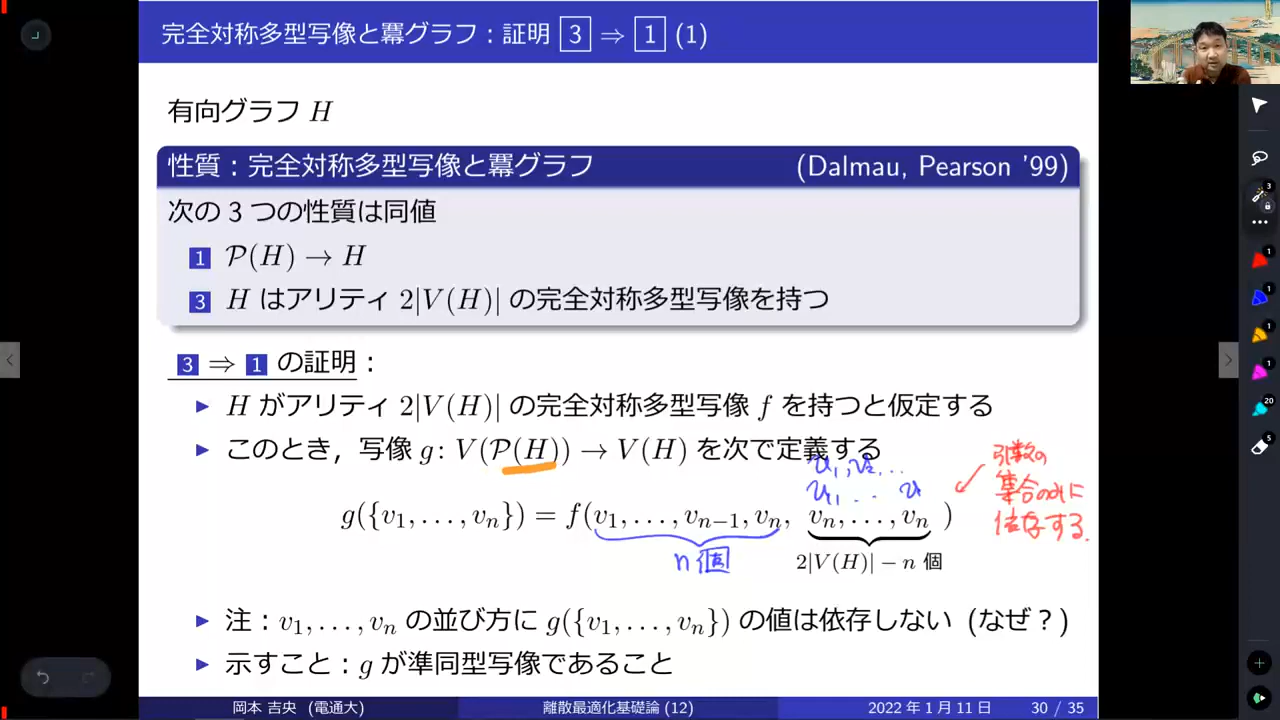 完全対称多型写像と冪グラフ:証明 3 ⇒ 1 (1)
有向グラフ H
性質:完全対称多型写像と冪グラフ (Dalmau, Pearson '99)
次の 3 つの性質は同値
1 𝒫(H) → H
3 H はアリティ 2|V(H)| の完全対称多型写像を持つ
3 ⇒ 1 の証明:
▶ H がアリティ 2|V(H)| の完全対称多型写像 f を持つと仮定する
▶ このとき,写像 g: V(𝒫(H)) → V(H) を次で定義する
引数の
集合のみに
依存する.
g({v₁, …, vₙ}) = f(v₁, …, vₙ₋₁, vₙ, vₙ, …, vₙ)
n個
2|V(H)| − n 個
▶ 注:v₁, …, vₙ の並び方に g({v₁, …, vₙ}) の値は依存しない (なぜ?)
▶ 示すこと:g が準同型写像であること
岡本 吉央 (電通大) 離散最適化基礎論 (12) 2022 年 1 月 11 日 30 / 35